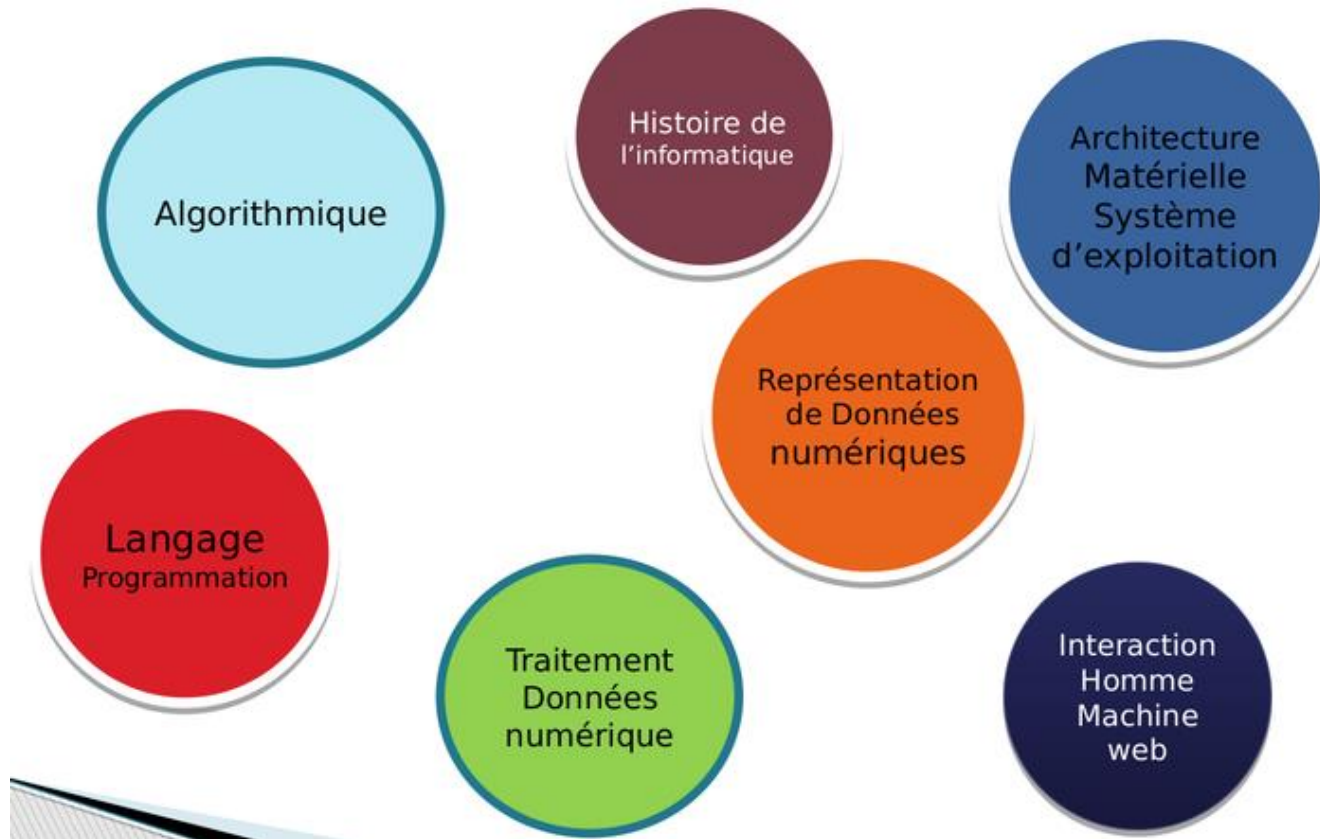 Algorithmique
Histoire de
l’informatique
Architecture
Matérielle
Système
d’exploitation
Représentation
de Données
numériques
Langage
Programmation
Traitement
Données
numérique
Interaction
Homme
Machine
web